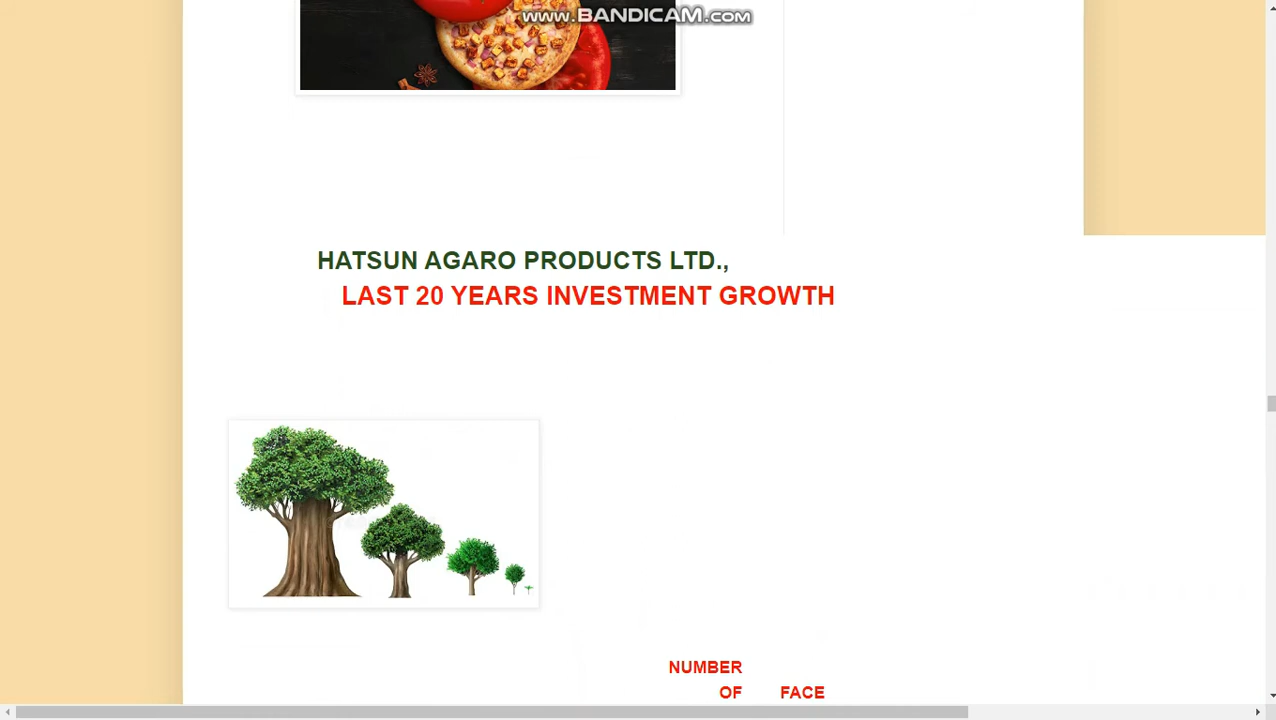 www.BANDICAM.com
HATSUN AGARO PRODUCTS LTD.,
LAST 20 YEARS INVESTMENT GROWTH
NUMBER
OF FACE